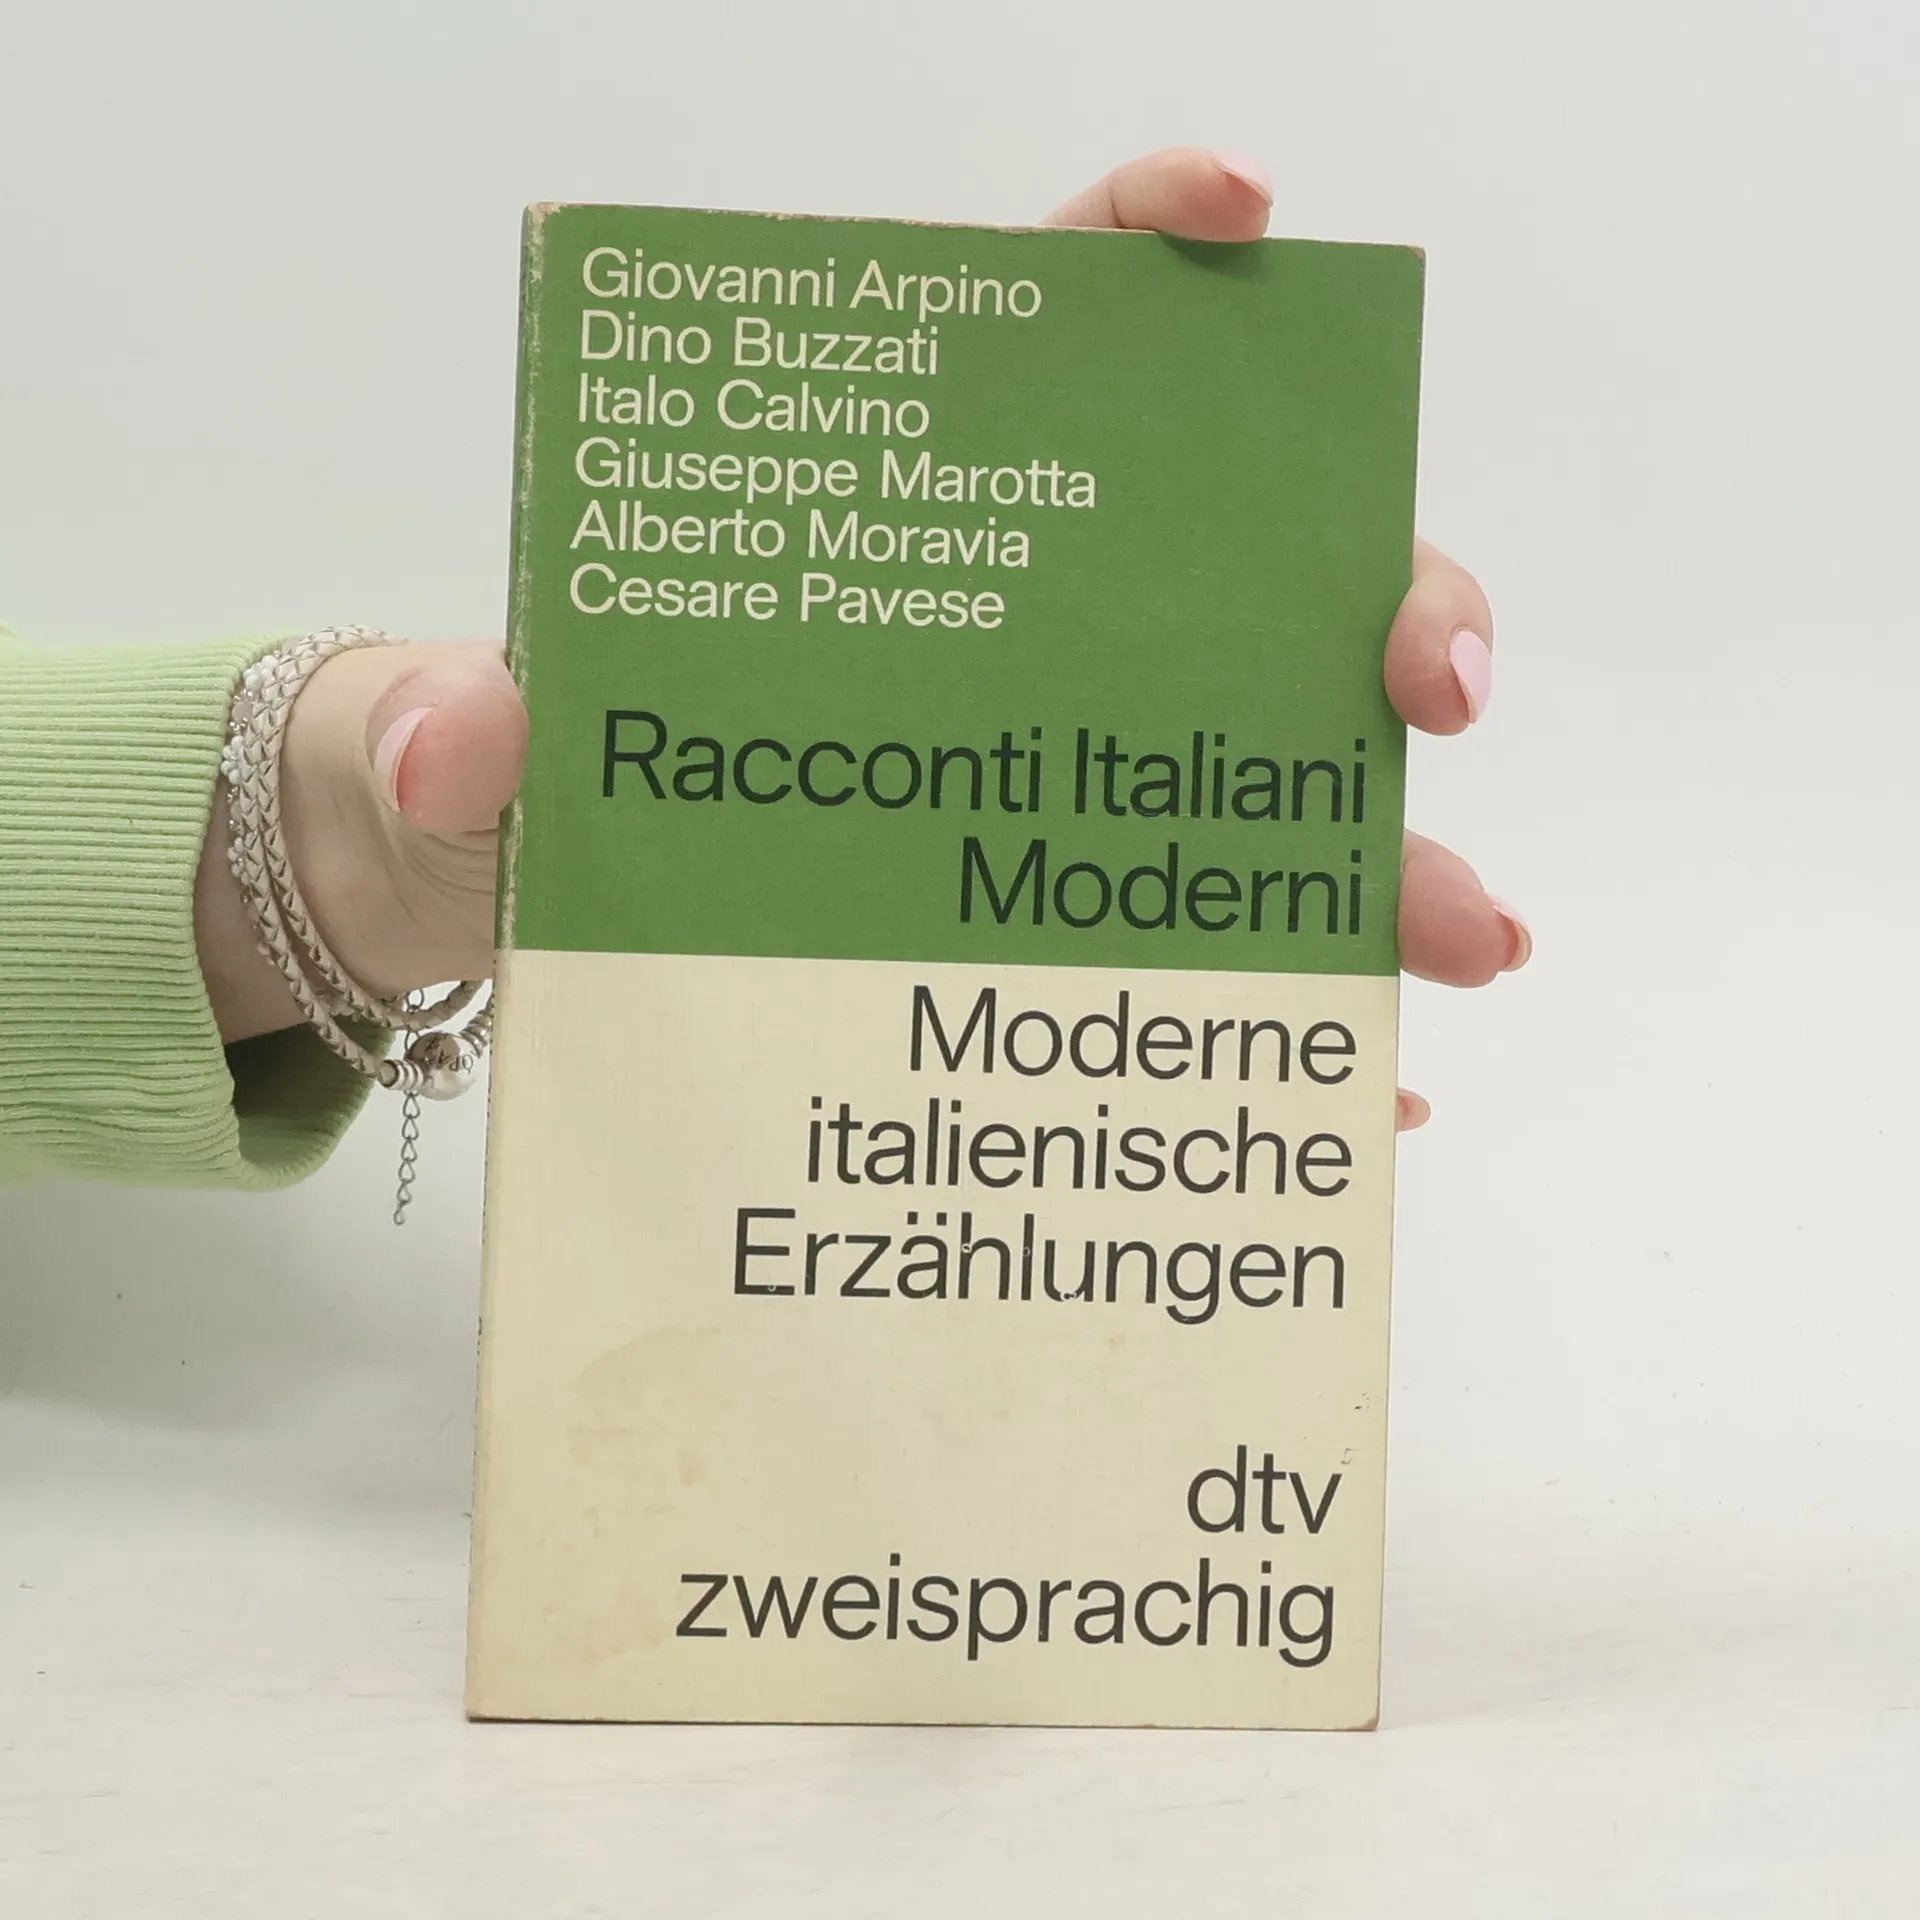 Giovanni Arpino
Dino Buzzati
Italo Calvino
Giuseppe Marotta
Alberto Moravia
Cesare Pavese
Racconti Italiani
Moderni
Moderne
italienische
Erzählungen
dtv
zweisprachig